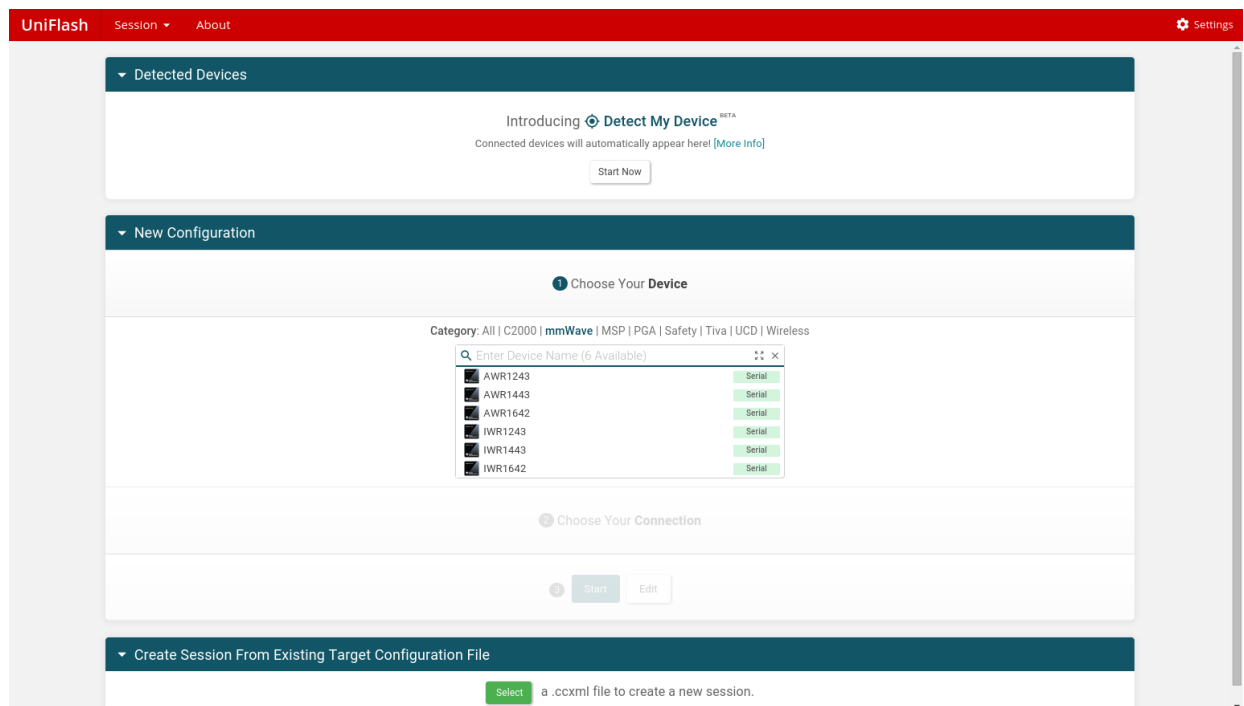 UniFlash Session About Settings
Detected Devices
Introducing Detect My Device BETA
Connected devices will automatically appear here! [More Info]
Start Now
New Configuration
1 Choose Your Device
Category: All | C2000 | mmWave | MSP | PGA | Safety | Tiva | UCD | Wireless
Enter Device Name (6 Available)
AWR1243 Serial
AWR1443 Serial
AWR1642 Serial
IWR1243 Serial
IWR1443 Serial
IWR1642 Serial
2 Choose Your Connection
3 Start Edit
Create Session From Existing Target Configuration File
Select a .ccxml file to create a new session.